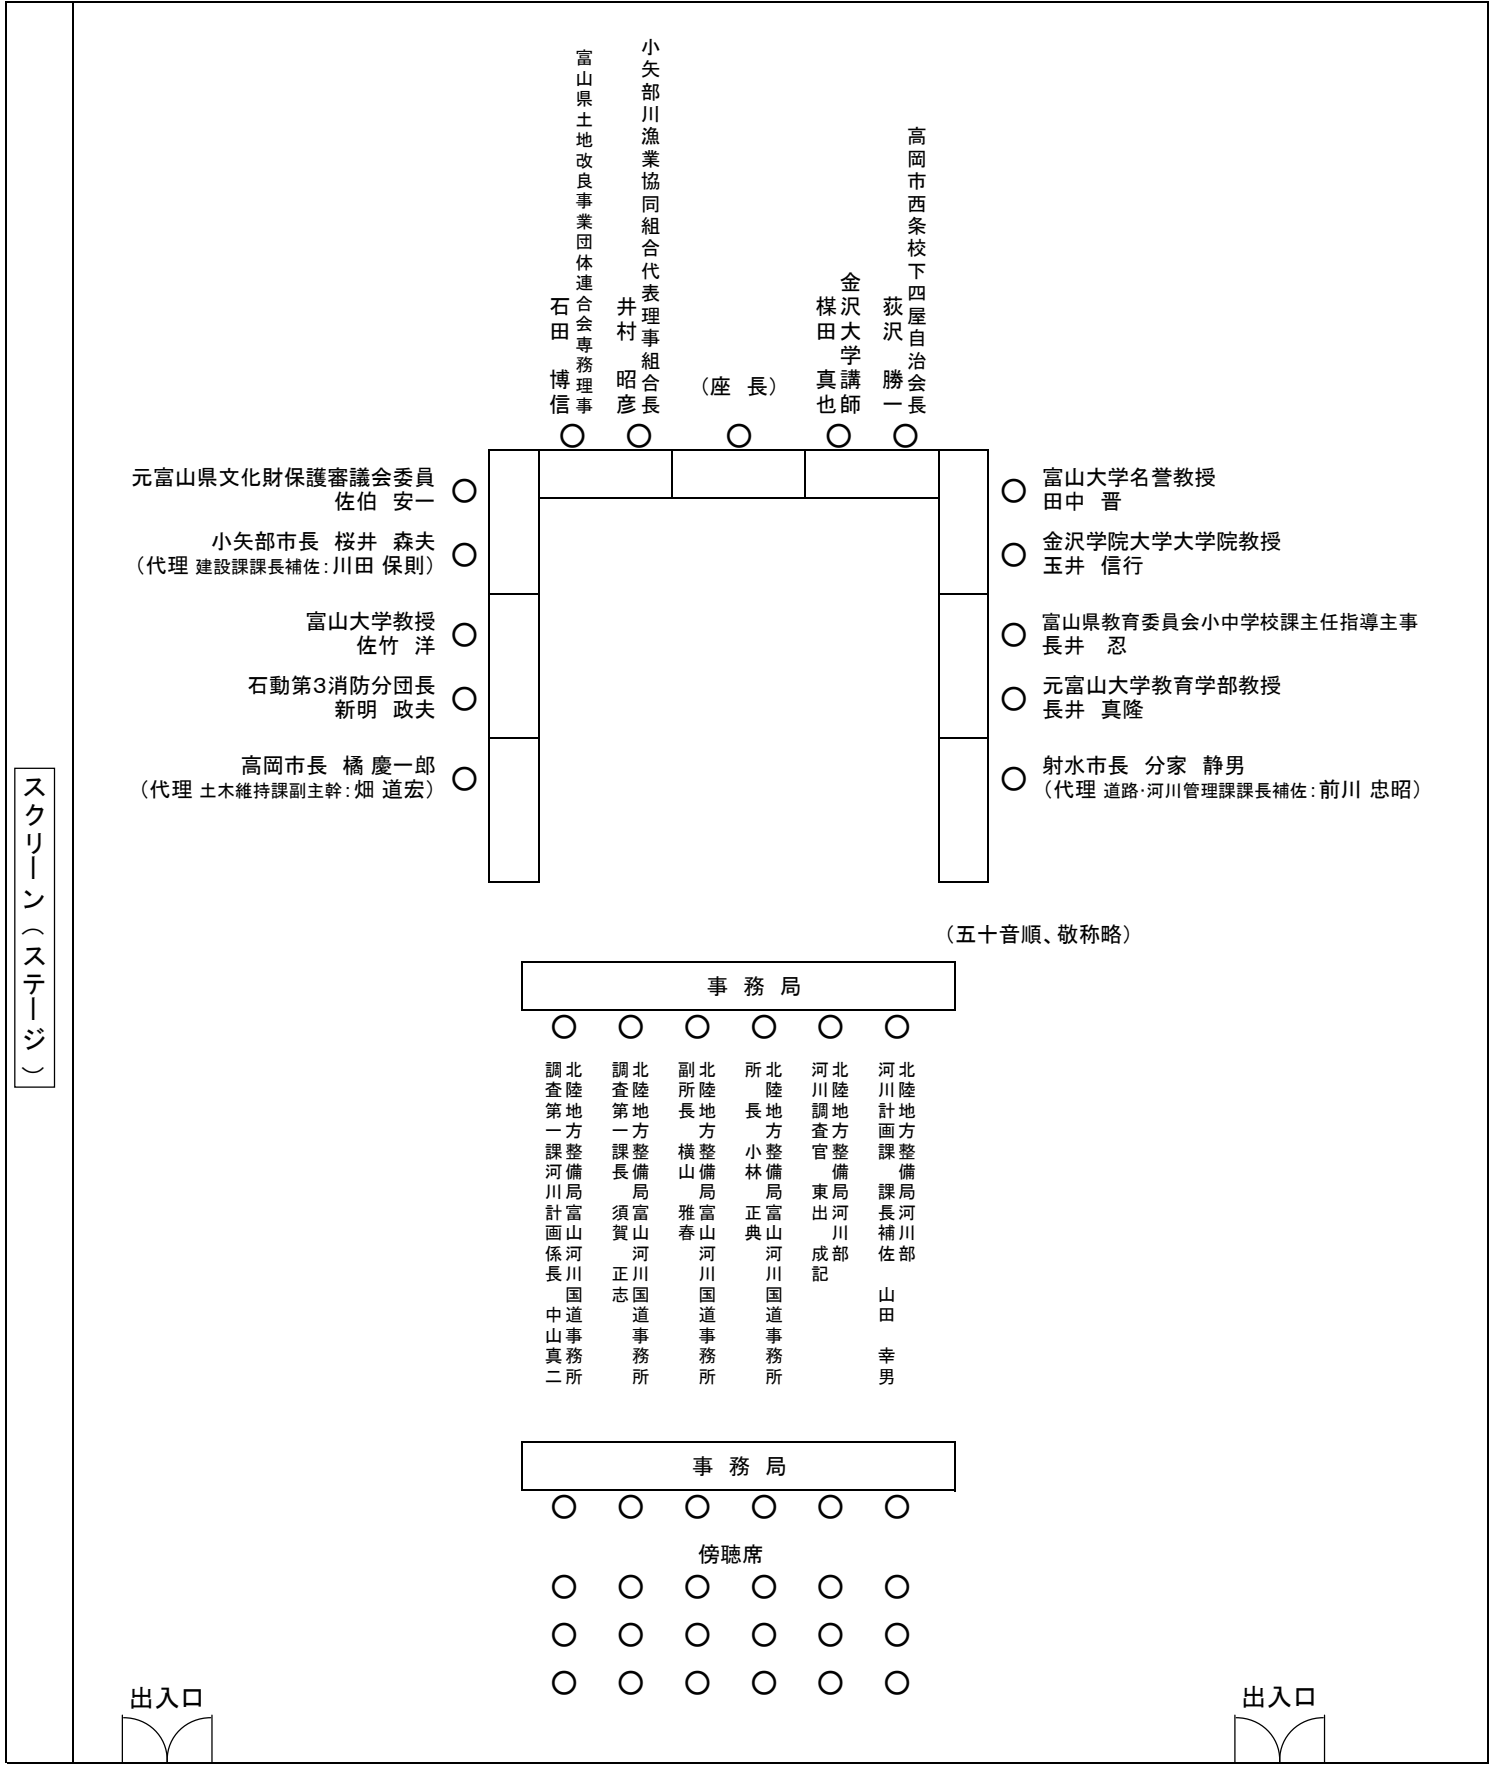 小矢部川漁業協同組合代表理事組合長
井村 昭彦
富山県土地改良事業団体連合会専務理事
石田 博信
(座 長)
高岡市西条校下四屋自治会長
荻沢 勝一
金沢大学講師
楳田 真也
元富山県文化財保護審議会委員
佐伯 安一
小矢部市長 桜井 森夫
(代理 建設課課長補佐:川田 保則)
富山大学教授
佐竹 洋
石動第3消防分団長
新明 政夫
高岡市長 橘 慶一郎
(代理 土木維持課副主幹:畑 道宏)
富山大学名誉教授
田中 晋
金沢学院大学大学院教授
玉井 信行
富山県教育委員会小中学校課主任指導主事
長井 忍
元富山大学教育学部教授
長井 真隆
射水市長 分家 静男
(代理 道路・河川管理課課長補佐:前川 忠昭)
スクリーン(ステージ)
(五十音順、敬称略)
事 務 局
北陸地方整備局河川部
河川計画課 課長補佐 山田 幸男
北陸地方整備局河川部
河川調査官 東出 成記
北陸地方整備局富山河川国道事務所
所 長 小林 正典
北陸地方整備局富山河川国道事務所
副所長 横山 雅春
北陸地方整備局富山河川国道事務所
調査第一課長 須賀 正志
北陸地方整備局富山河川国道事務所
調査第一課河川計画係長 中山真二
事 務 局
傍聴席
出入口
出入口